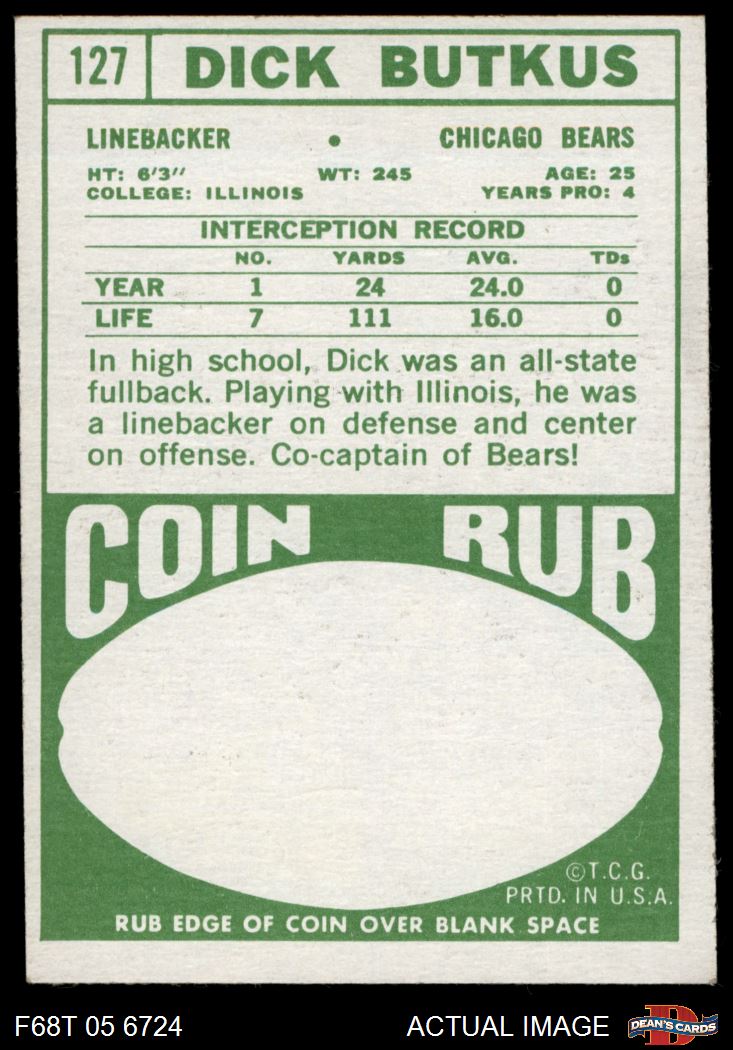 127 DICK BUTKUS
LINEBACKER • CHICAGO BEARS
HT: 6'3" WT: 245 AGE: 25
COLLEGE: ILLINOIS YEARS PRO: 4
INTERCEPTION RECORD
NO. YARDS AVG. TDs
YEAR 1 24 24.0 0
LIFE 7 111 16.0 0
In high school, Dick was an all-state
fullback. Playing with Illinois, he was
a linebacker on defense and center
on offense. Co-captain of Bears!
COIN RUB
©T.C.G.
PRTD. IN U.S.A.
RUB EDGE OF COIN OVER BLANK SPACE
F68T 05 6724 ACTUAL IMAGE DEAN'S CARDS